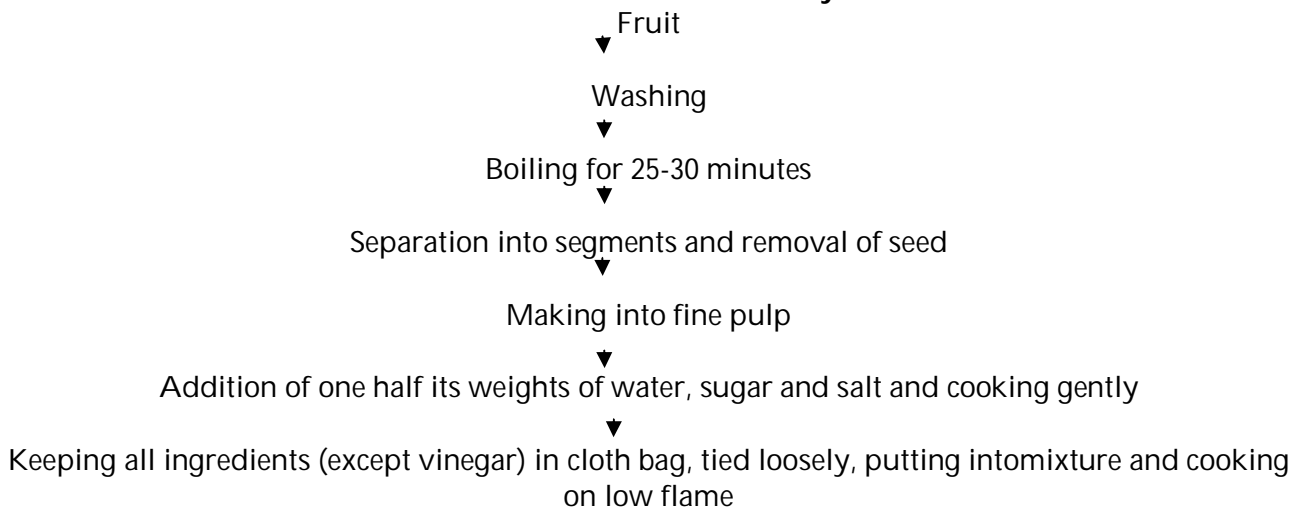 Fruit
Washing
Boiling for 25-30 minutes
Separation into segments and removal of seed
Making into fine pulp
Addition of one half its weights of water, sugar and salt and cooking gently
Keeping all ingredients (except vinegar) in cloth bag, tied loosely, putting intomixture and cooking
on low flame